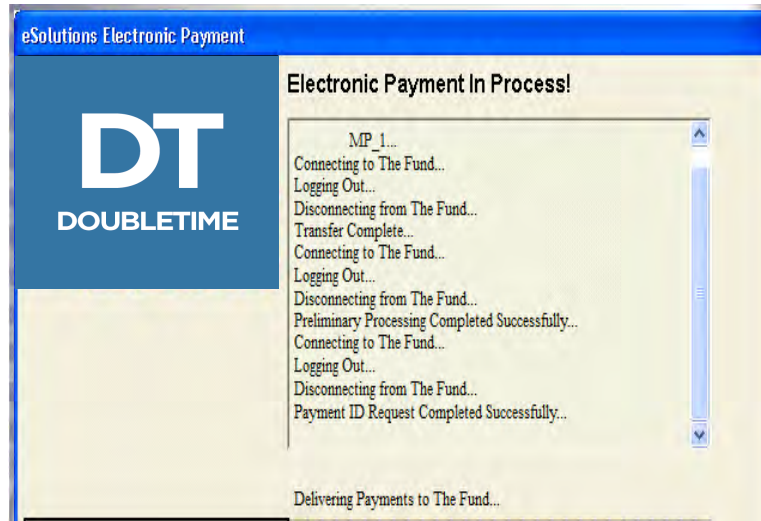 eSolutions Electronic Payment
DT
DOUBLETIME
Electronic Payment In Process!
MP_1...
Connecting to The Fund...
Logging Out...
Disconnecting from The Fund...
Transfer Complete...
Connecting to The Fund...
Logging Out...
Disconnecting from The Fund...
Preliminary Processing Completed Successfully...
Connecting to The Fund...
Logging Out...
Disconnecting from The Fund...
Payment ID Request Completed Successfully...
Delivering Payments to The Fund...